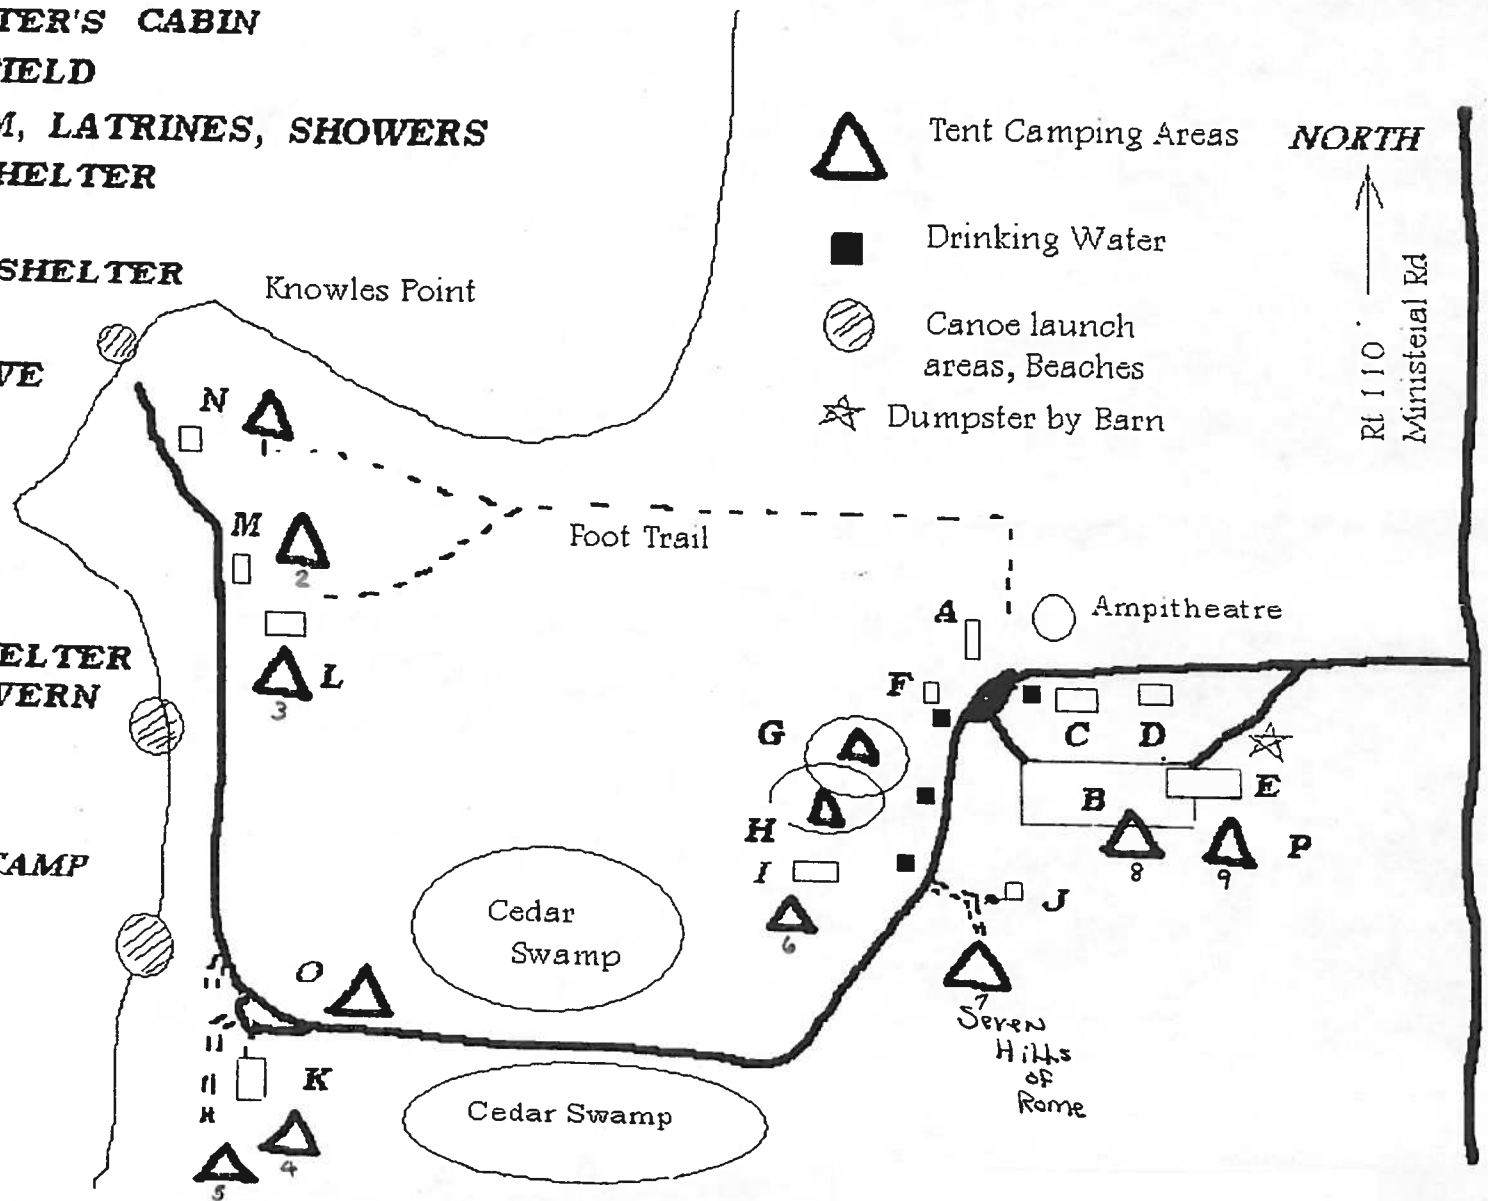 TER'S CABIN
FIELD
M, LATRINES, SHOWERS
HELTER
SHELTER
VE
ELTER
VERN
CAMP
Tent Camping Areas
Drinking Water
Canoe launch
areas, Beaches
Dumpster by Barn
NORTH
Rt 110
Ministeial Rd
Knowles Point
N
1
M
2
Foot Trail
L
3
A
Ampitheatre
F
G
C
D
B
E
H
8
9
P
I
6
J
7
Seven
Hills
of
Rome
Cedar
Swamp
O
K
4
5
Cedar Swamp